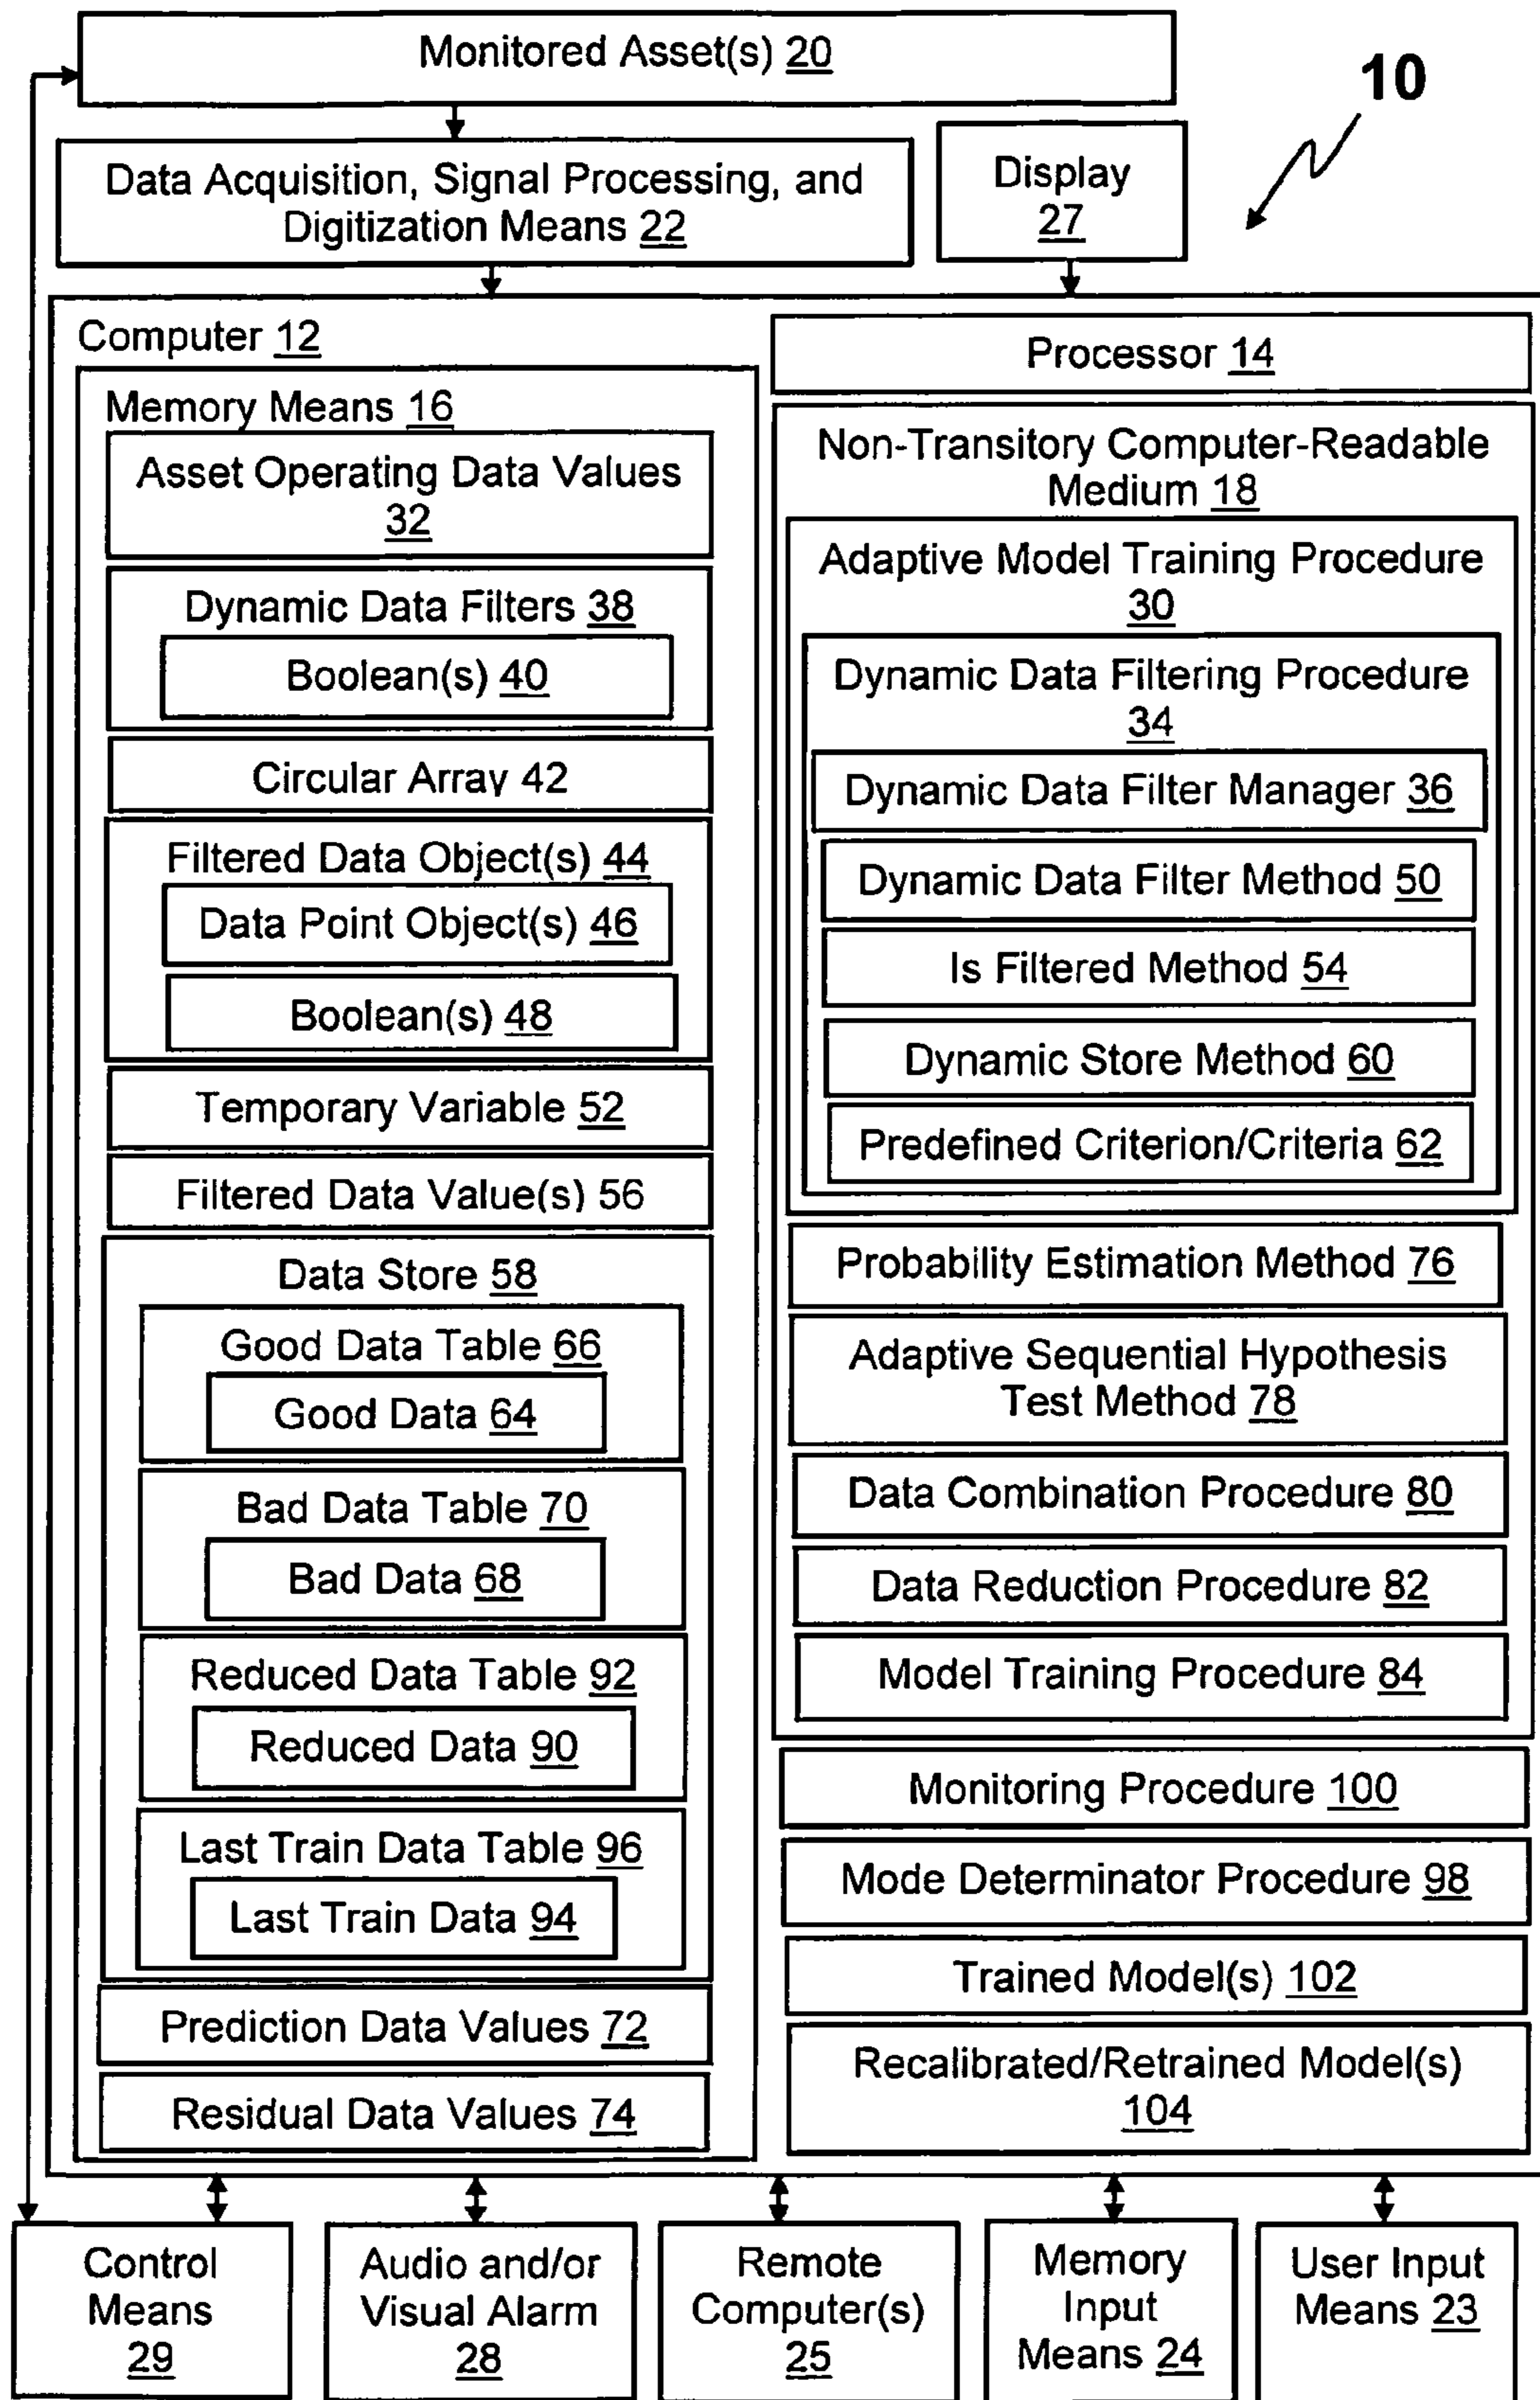 Monitored Asset(s) 20
10
Data Acquisition, Signal Processing, and
Digitization Means 22
Display
27
Computer 12
Memory Means 16
Asset Operating Data Values
32
Dynamic Data Filters 38
Boolean(s) 40
Circular Array 42
Filtered Data Object(s) 44
Data Point Object(s) 46
Boolean(s) 48
Temporary Variable 52
Filtered Data Value(s) 56
Data Store 58
Good Data Table 66
Good Data 64
Bad Data Table 70
Bad Data 68
Reduced Data Table 92
Reduced Data 90
Last Train Data Table 96
Last Train Data 94
Prediction Data Values 72
Residual Data Values 74
Processor 14
Non-Transitory Computer-Readable
Medium 18
Adaptive Model Training Procedure
30
Dynamic Data Filtering Procedure
34
Dynamic Data Filter Manager 36
Dynamic Data Filter Method 50
Is Filtered Method 54
Dynamic Store Method 60
Predefined Criterion/Criteria 62
Probability Estimation Method 76
Adaptive Sequential Hypothesis
Test Method 78
Data Combination Procedure 80
Data Reduction Procedure 82
Model Training Procedure 84
Monitoring Procedure 100
Mode Determinator Procedure 98
Trained Model(s) 102
Recalibrated/Retrained Model(s)
104
Control
Means
29
Audio and/or
Visual Alarm
28
Remote
Computer(s)
25
Memory
Input
Means 24
User Input
Means 23